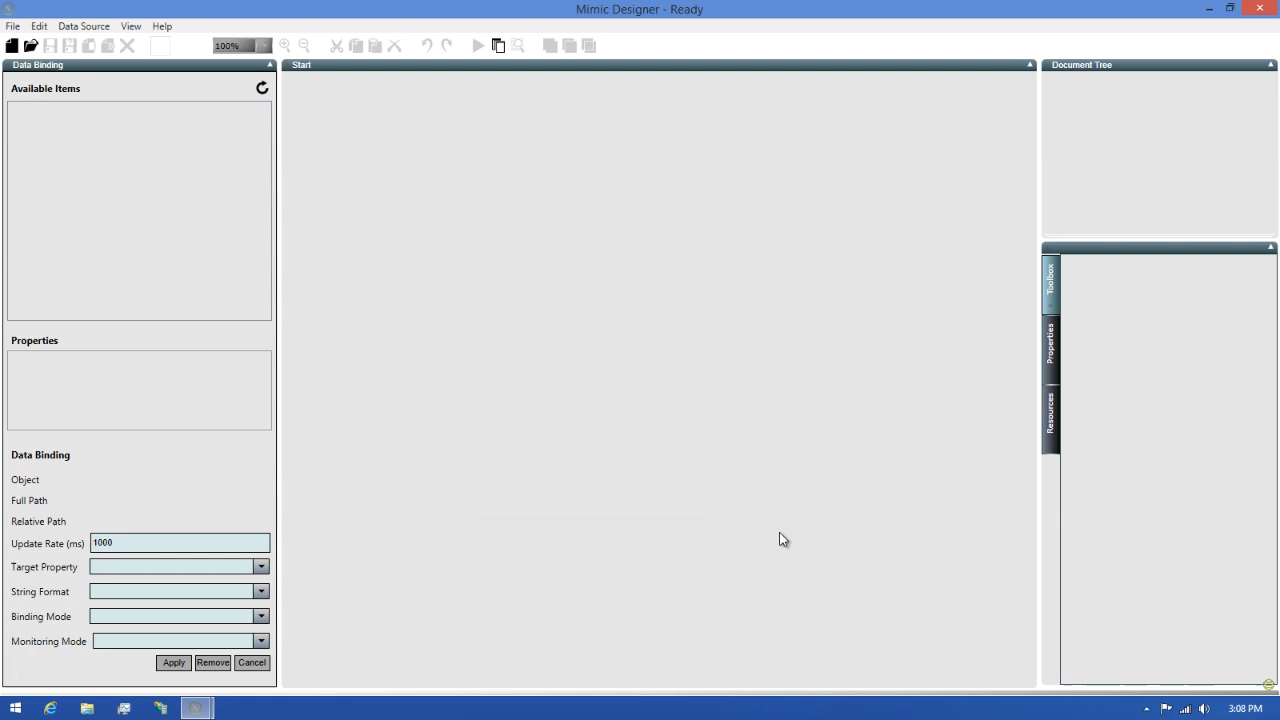 Mimic Designer - Ready
File Edit Data Source View Help
100%
Data Binding
Start
Document Tree
Available Items
Toolbox
Properties
Resources
Properties
Data Binding
Object
Full Path
Relative Path
Update Rate (ms) 1000
Target Property
String Format
Binding Mode
Monitoring Mode
Apply Remove Cancel
3:08 PM